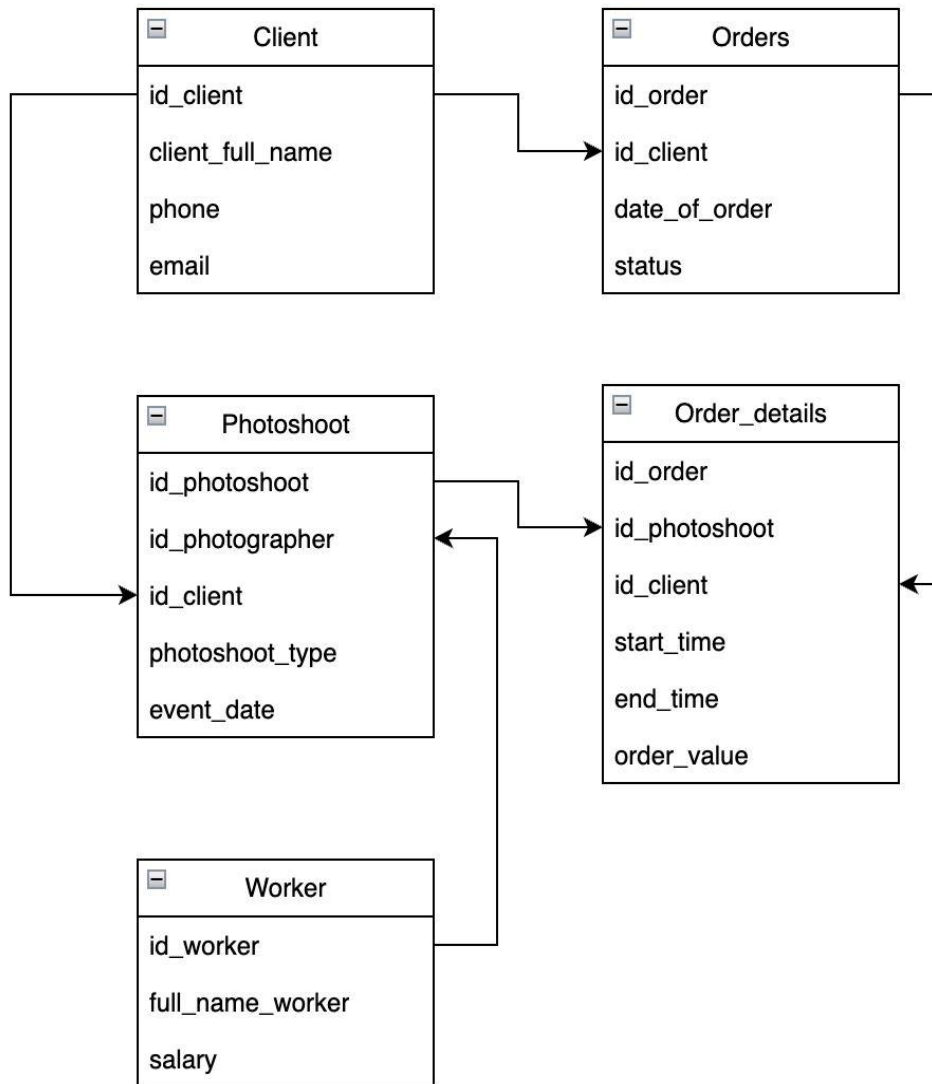 Client
id_client
client_full_name
phone
email
Orders
id_order
id_client
date_of_order
status
Photoshoot
id_photoshoot
id_photographer
id_client
photoshoot_type
event_date
Order_details
id_order
id_photoshoot
id_client
start_time
end_time
order_value
Worker
id_worker
full_name_worker
salary